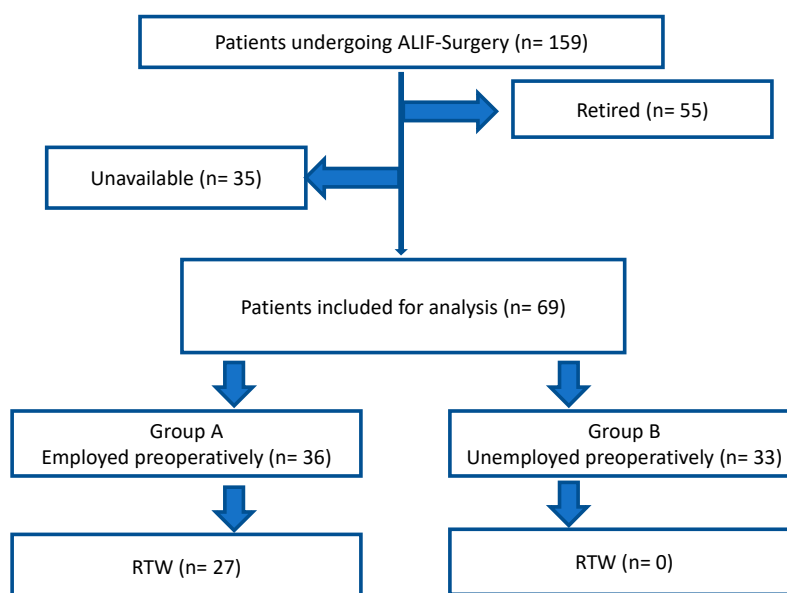 Patients undergoing ALIF-Surgery (n= 159)
Retired (n= 55)
Unavailable (n= 35)
Patients included for analysis (n= 69)
Group A
Employed preoperatively (n= 36)
Group B
Unemployed preoperatively (n= 33)
RTW (n= 27)
RTW (n= 0)